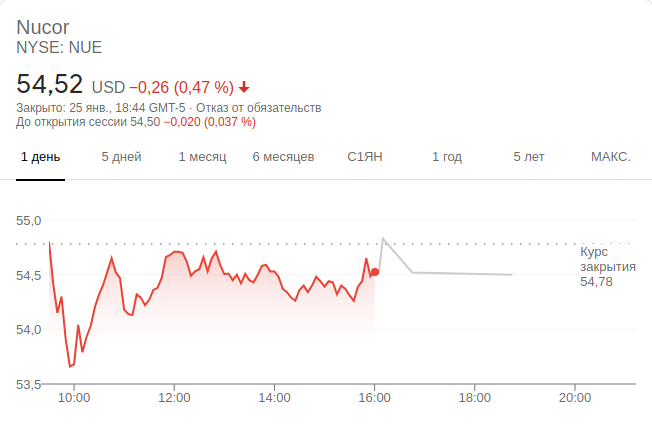 Nucor
NYSE: NUE
54,52 USD −0,26 (0,47 %)
Закрыто: 25 янв., 18:44 GMT-5 · Отказ от обязательств
До открытия сессии 54,50 −0,020 (0,037 %)
1 день 5 дней 1 месяц 6 месяцев С1ЯН 1 год 5 лет МАКС.
55,0
54,5
54,0
53,5
Курс
закрытия
54,78
10:00 12:00 14:00 16:00 18:00 20:00